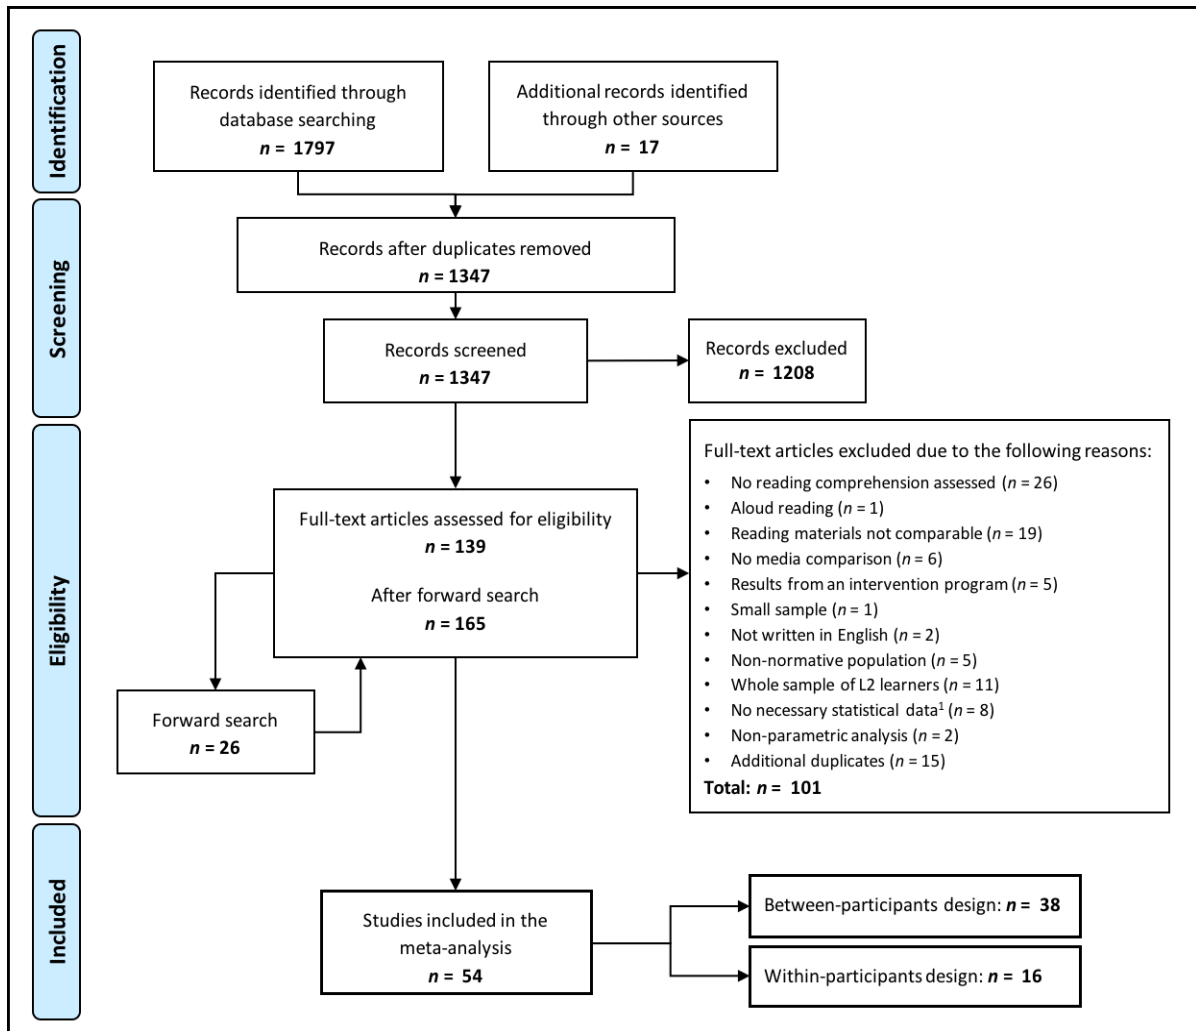 Identification
Records identified through
database searching
n = 1797
Additional records identified
through other sources
n = 17
Screening
Records after duplicates removed
n = 1347
Records screened
n = 1347
Records excluded
n = 1208
Eligibility
Full-text articles assessed for eligibility
n = 139
After forward search
n = 165
Forward search
n = 26
Full-text articles excluded due to the following reasons:
• No reading comprehension assessed (n = 26)
• Aloud reading (n = 1)
• Reading materials not comparable (n = 19)
• No media comparison (n = 6)
• Results from an intervention program (n = 5)
• Small sample (n = 1)
• Not written in English (n = 2)
• Non-normative population (n = 5)
• Whole sample of L2 learners (n = 11)
• No necessary statistical data¹ (n = 8)
• Non-parametric analysis (n = 2)
• Additional duplicates (n = 15)
Total: n = 101
Included
Studies included in the
meta-analysis
n = 54
Between-participants design: n = 38
Within-participants design: n = 16